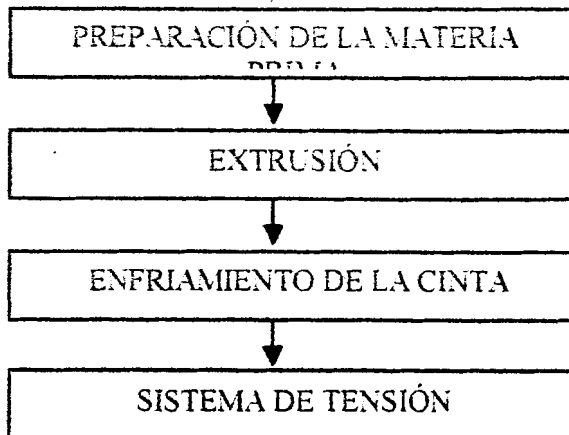 PREPARACIÓN DE LA MATERIA
EXTRUSIÓN
ENFRIAMIENTO DE LA CINTA
SISTEMA DE TENSIÓN